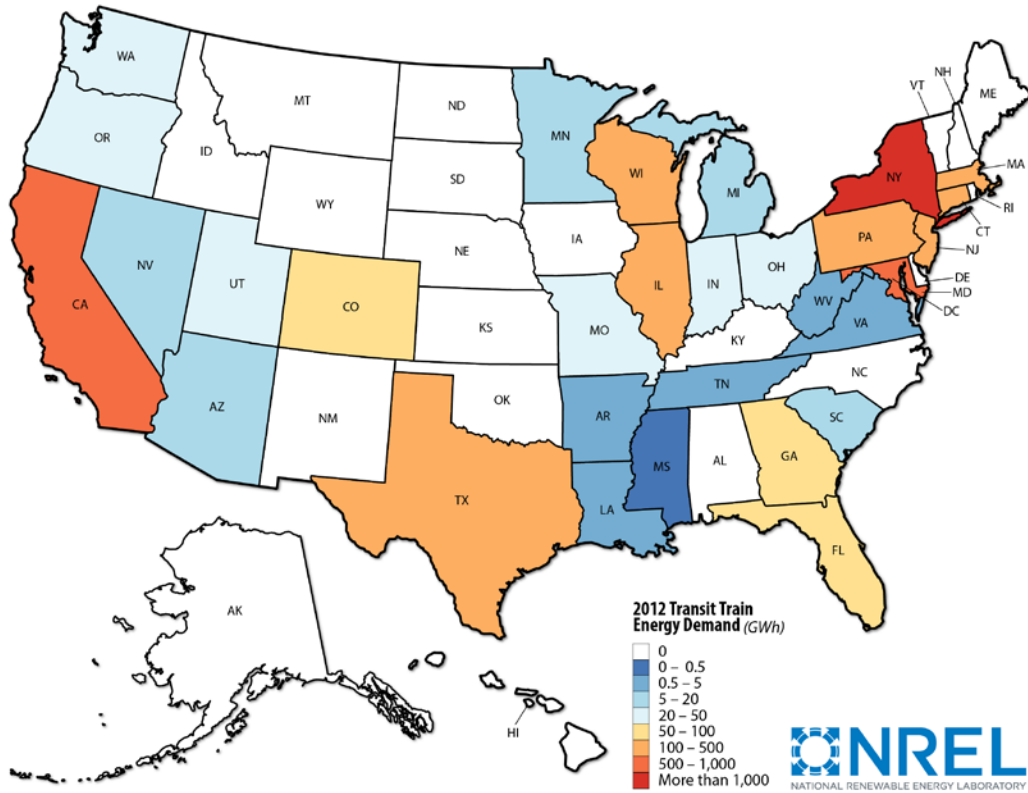 WA
MT
ND
MN
VT
NH
ME
OR
ID
SD
WI
MI
NY
MA
RI
CT
WY
IA
PA
NJ
NE
NV
UT
CO
IL
IN
OH
DE
MD
DC
CA
KS
MO
WV
VA
KY
NC
TN
AZ
NM
OK
AR
SC
MS
AL
GA
TX
LA
FL
AK
HI
2012 Transit Train
Energy Demand (GWh)
0
0 – 0.5
0.5 – 5
5 – 20
20 – 50
50 – 100
100 – 500
500 – 1,000
More than 1,000
NREL
NATIONAL RENEWABLE ENERGY LABORATORY